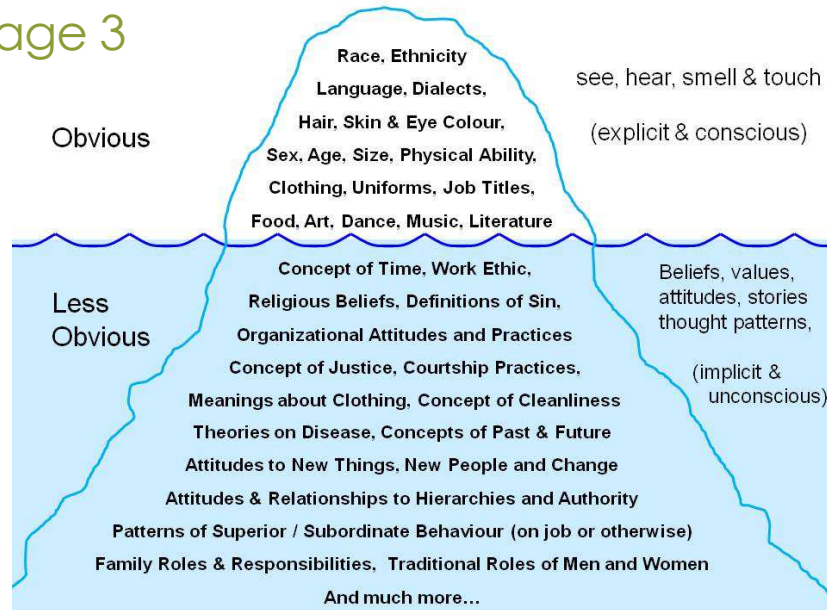 age 3
Race, Ethnicity
Language, Dialects,
Hair, Skin & Eye Colour,
Sex, Age, Size, Physical Ability,
Clothing, Uniforms, Job Titles,
Food, Art, Dance, Music, Literature
Obvious
see, hear, smell & touch
(explicit & conscious)
Concept of Time, Work Ethic,
Religious Beliefs, Definitions of Sin,
Organizational Attitudes and Practices
Concept of Justice, Courtship Practices,
Meanings about Clothing, Concept of Cleanliness
Theories on Disease, Concepts of Past & Future
Attitudes to New Things, New People and Change
Attitudes & Relationships to Hierarchies and Authority
Patterns of Superior / Subordinate Behaviour (on job or otherwise)
Family Roles & Responsibilities, Traditional Roles of Men and Women
And much more…
Less
Obvious
Beliefs, values,
attitudes, stories
thought patterns,
(implicit &
unconscious)